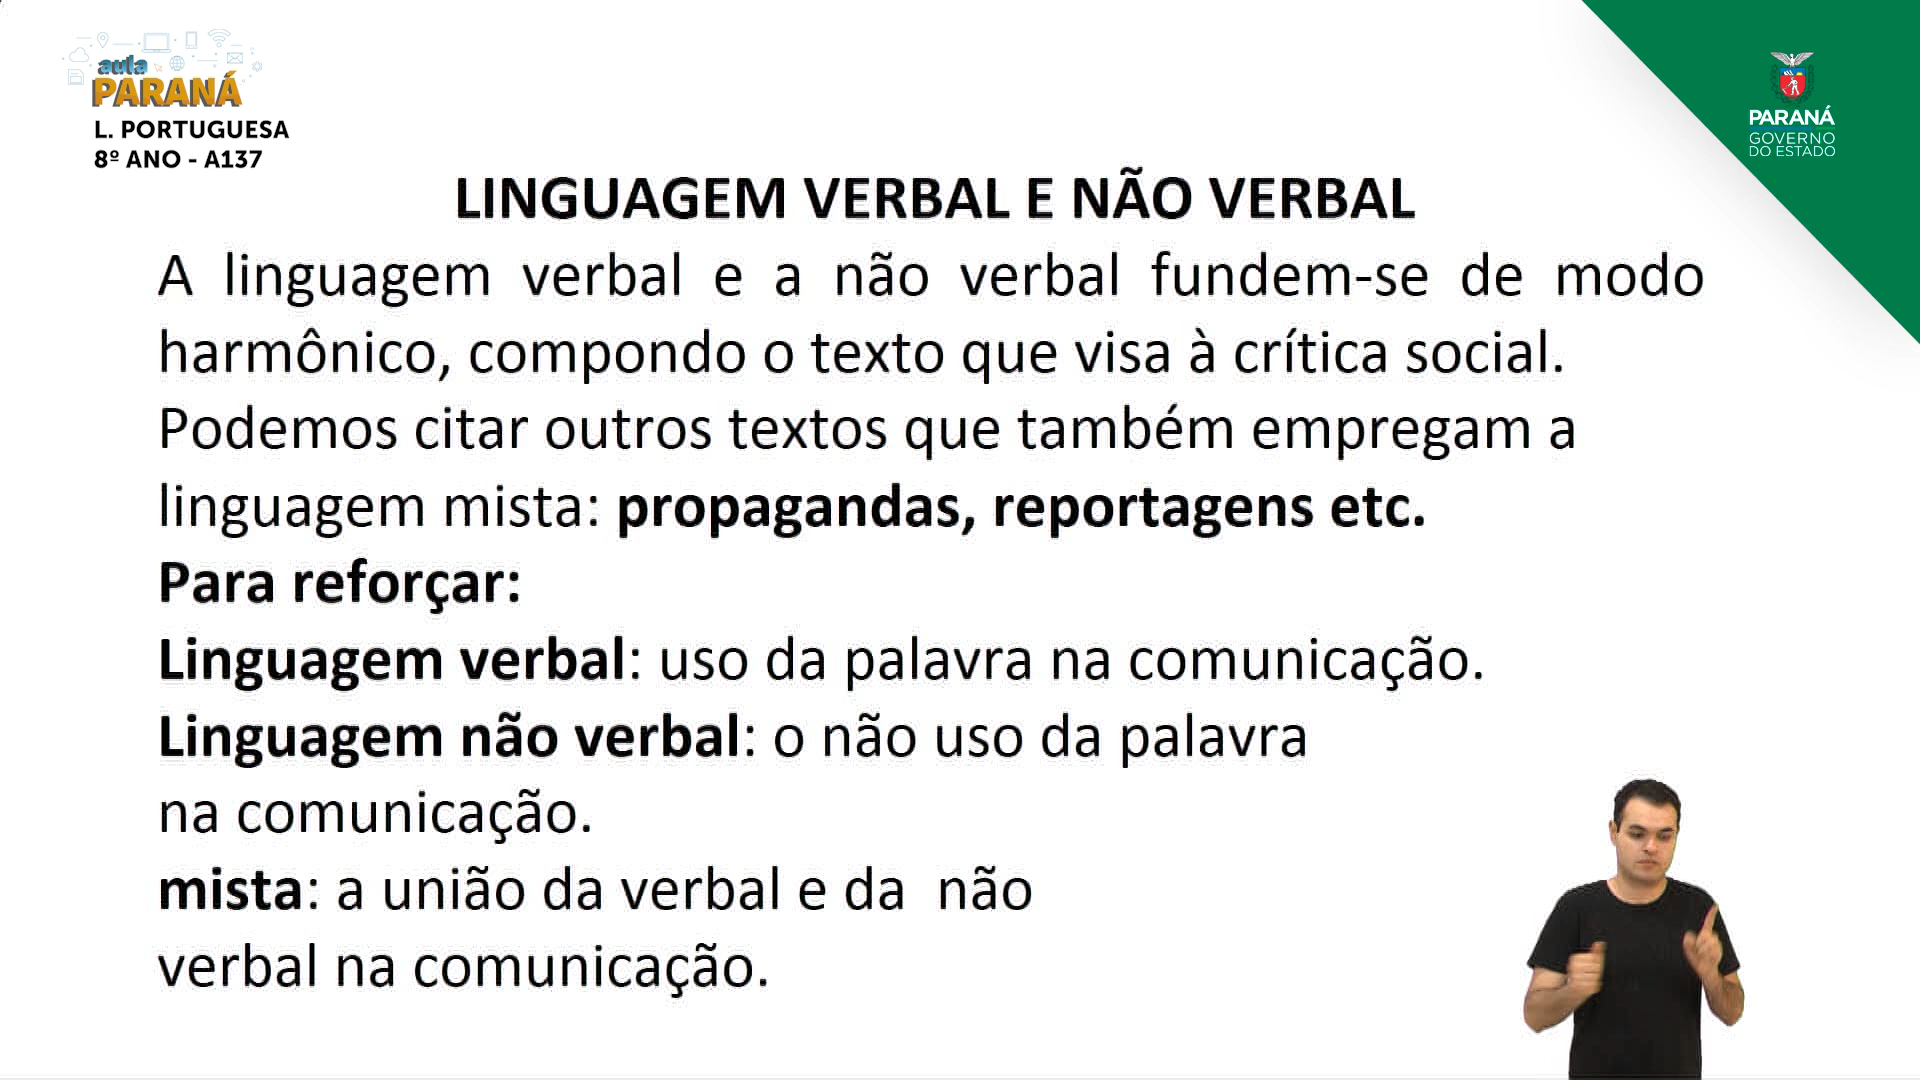 aula
PARANÁ
L. PORTUGUESA
8º ANO - A137
PARANÁ
GOVERNO
DO ESTADO
LINGUAGEM VERBAL E NÃO VERBAL
A linguagem verbal e a não verbal fundem-se de modo
harmônico, compondo o texto que visa à crítica social.
Podemos citar outros textos que também empregam a
linguagem mista: propagandas, reportagens etc.
Para reforçar:
Linguagem verbal: uso da palavra na comunicação.
Linguagem não verbal: o não uso da palavra
na comunicação.
mista: a união da verbal e da  não
verbal na comunicação.